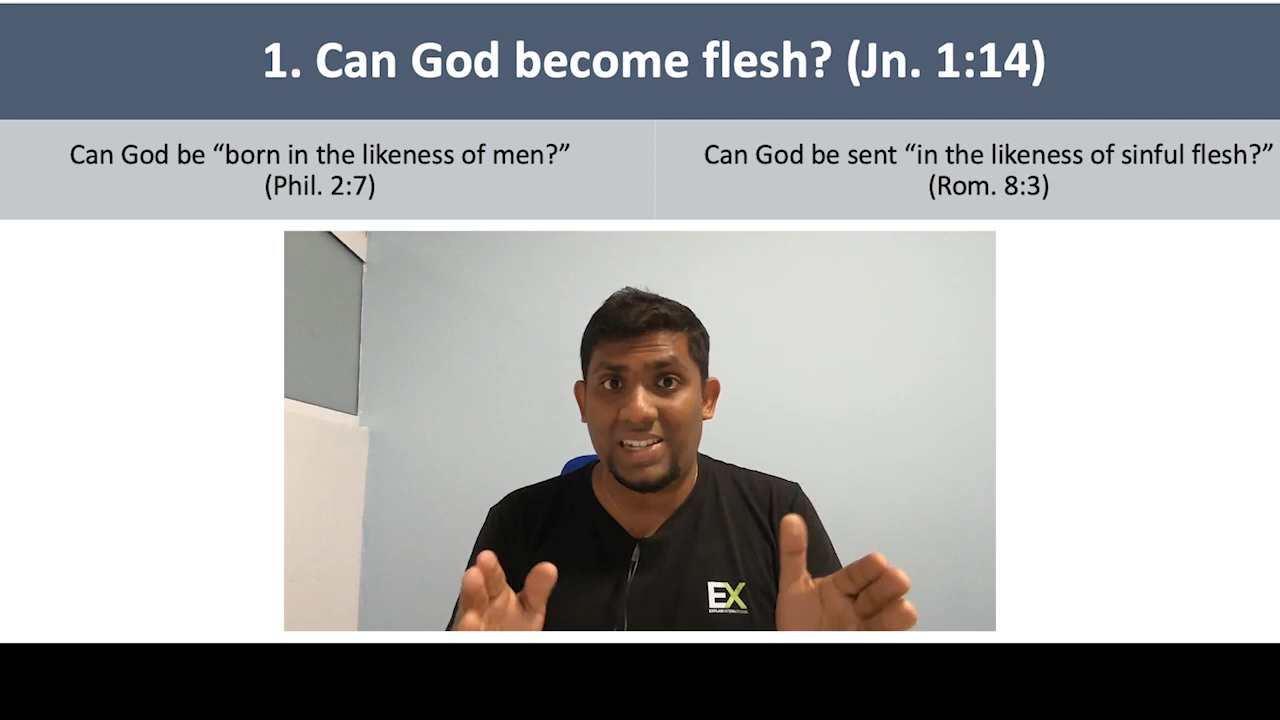 1. Can God become flesh? (Jn. 1:14)
Can God be “born in the likeness of men?”
(Phil. 2:7)
Can God be sent “in the likeness of sinful flesh?”
(Rom. 8:3)
EX